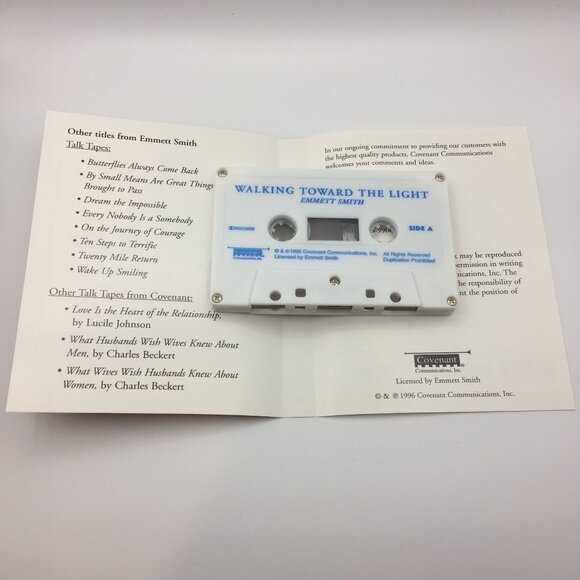 Other titles from Emmett Smith
Talk Tapes:
• Butterflies Always Come Back
• By Small Means Are Great Things
Brought to Pass
• Dream the Impossible
• Every Nobody Is a Somebody
• On the Journey of Courage
• Ten Steps to Terrific
• Twenty Mile Return
• Wake Up Smiling
Other Talk Tapes from Covenant:
• Love Is the Heart of the Relationship,
by Lucile Johnson
• What Husbands Wish Wives Knew About
Men, by Charles Beckert
• What Wives Wish Husbands Knew About
Women, by Charles Beckert
WALKING TOWARD THE LIGHT
EMMETT SMITH
SIDE A
© & ℗ 1996 Covenant Communications, Inc.
Licensed by Emmett Smith
All Rights Reserved
Duplication Prohibited
In our ongoing commitment to providing our customers with
the highest quality products, Covenant Communications
welcomes your comments and ideas.
may be reproduced
permission in writing
Inc. The
he responsibility of
nt the position of
Covenant
Communications, Inc.
Licensed by Emmett Smith
© & ℗ 1996 Covenant Communications, Inc.